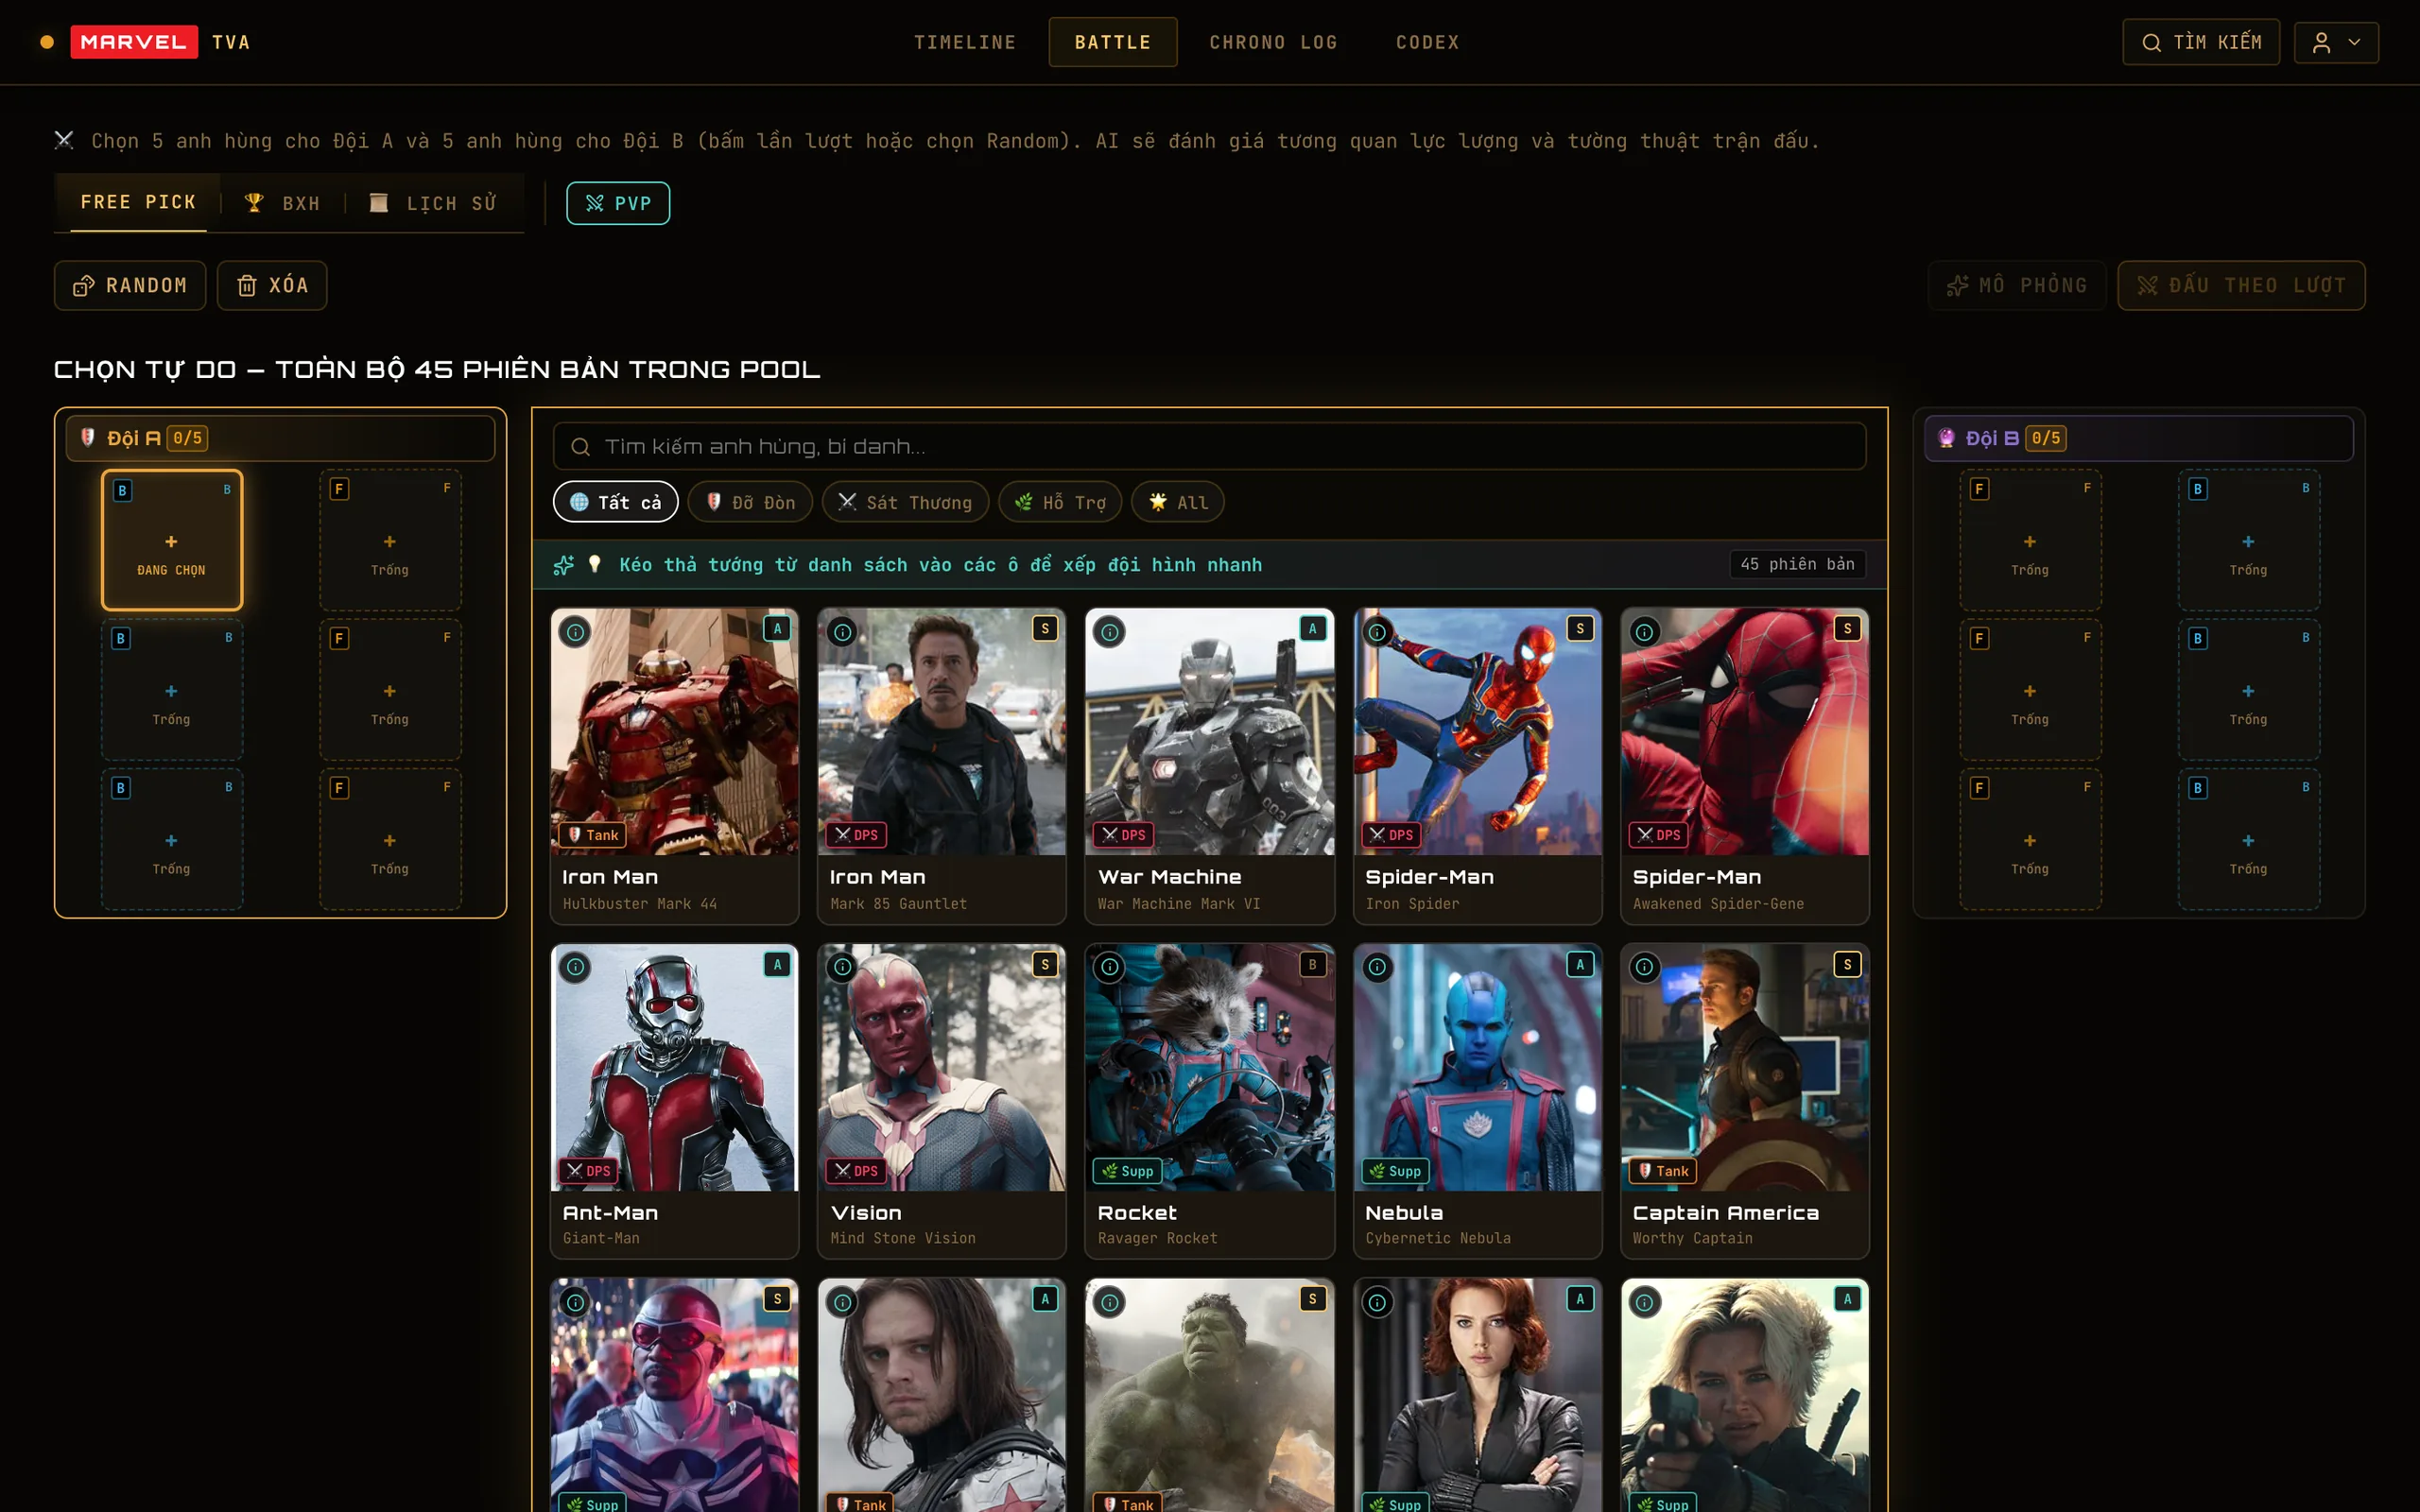 MARVEL TVA TIMELINE BATTLE CHRONO LOG CODEX TÌM KIẾM
Chọn 5 anh hùng cho Đội A và 5 anh hùng cho Đội B (bấm lần lượt hoặc chọn Random). AI sẽ đánh giá tương quan lực lượng và tường thuật trận đấu.
FREE PICK BXH LỊCH SỬ PVP
RANDOM XÓA MÔ PHỎNG ĐẤU THEO LƯỢT
CHỌN TỰ DO — TOÀN BỘ 45 PHIÊN BẢN TRONG POOL
Đội A 0/5
B B
+
ĐANG CHỌN
F F
+
Trống
B B
+
Trống
F F
+
Trống
B B
+
Trống
F F
+
Trống
Tìm kiếm anh hùng, bí danh...
Tất cả Đỡ Đòn Sát Thương Hỗ Trợ All
Kéo thả tướng từ danh sách vào các ô để xếp đội hình nhanh 45 phiên bản
A
Tank
Iron Man
Hulkbuster Mark 44
S
DPS
Iron Man
Mark 85 Gauntlet
A
DPS
War Machine
War Machine Mark VI
S
DPS
Spider-Man
Iron Spider
S
DPS
Spider-Man
Awakened Spider-Gene
A
DPS
Ant-Man
Giant-Man
S
DPS
Vision
Mind Stone Vision
B
Supp
Rocket
Ravager Rocket
A
Supp
Nebula
Cybernetic Nebula
S
Tank
Captain America
Worthy Captain
S
Supp
A
Tank
S
Tank
A
Supp
A
Supp
Đội B 0/5
F F
+
Trống
B B
+
Trống
F F
+
Trống
B B
+
Trống
F F
+
Trống
B B
+
Trống